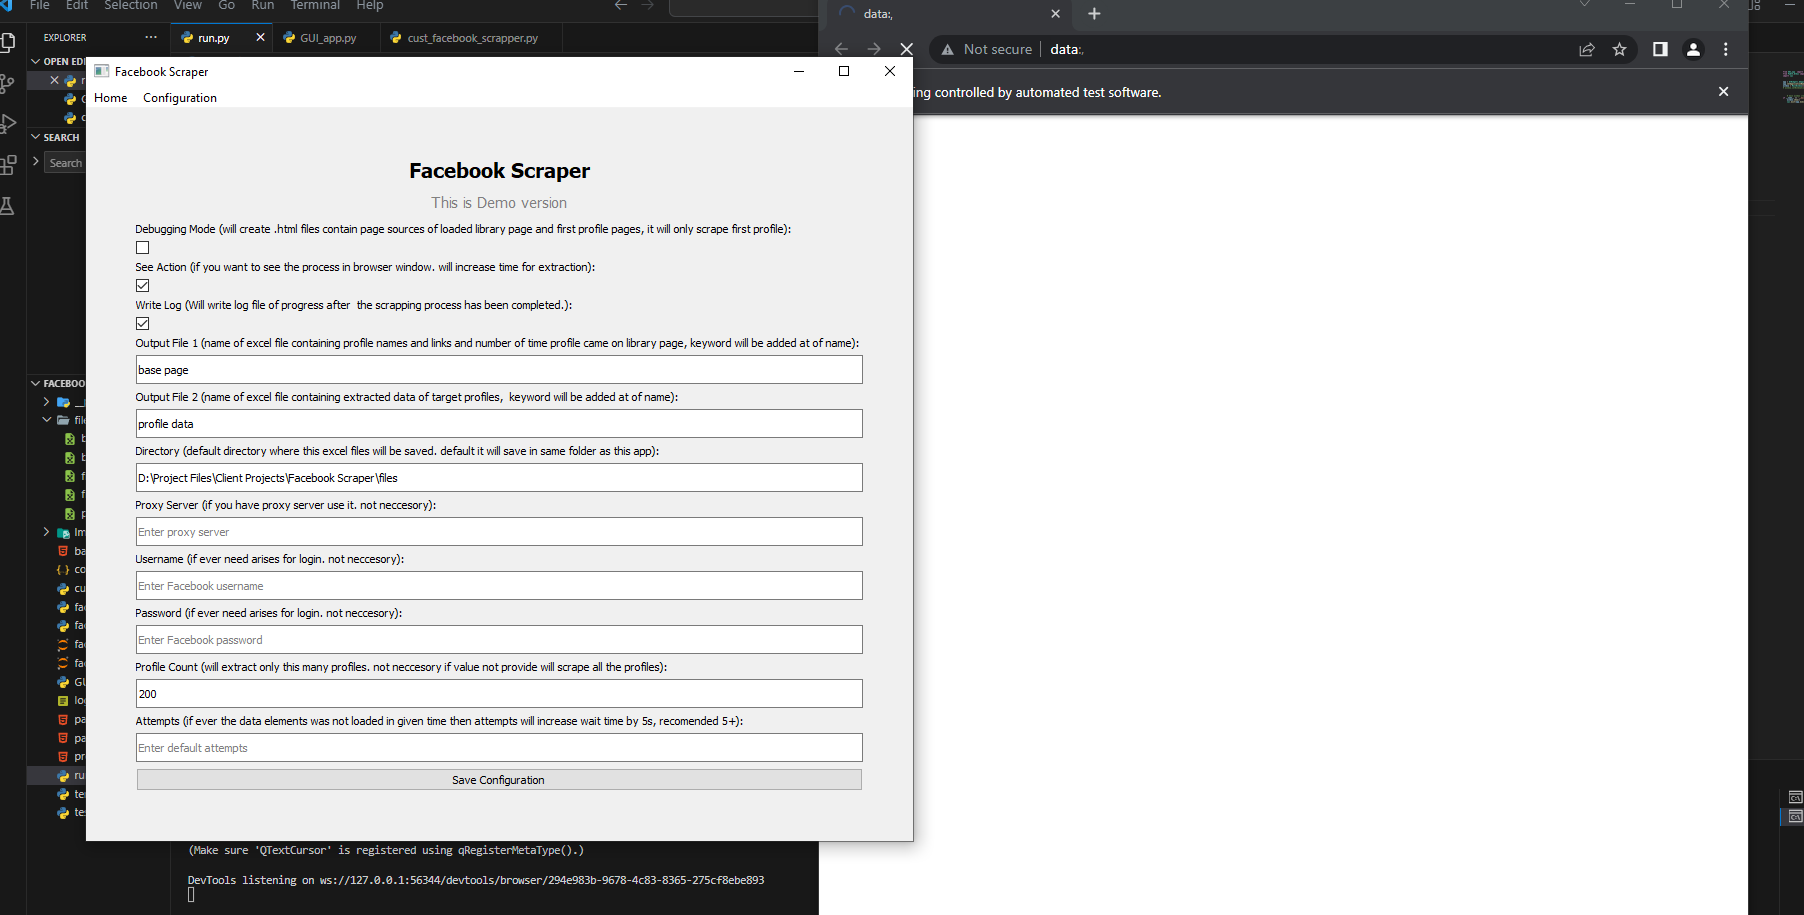 File Edit Selection View Go Run Terminal Help
data:,
EXPLORER
run.py
GUI_app.py
cust_facebook_scrapper.py
Not secure
data:,
OPEN EDI
Facebook Scraper
Home Configuration
ing controlled by automated test software.
SEARCH
Search
Facebook Scraper
This is Demo version
Debugging Mode (will create .html files contain page sources of loaded library page and first profile pages, it will only scrape first profile):
See Action (if you want to see the process in browser window. will increase time for extraction):
Write Log (Will write log file of progress after  the scrapping process has been completed.):
Output File 1 (name of excel file containing profile names and links and number of time profile came on library page, keyword will be added at of name):
base page
FACEBOO
Output File 2 (name of excel file containing extracted data of target profiles,  keyword will be added at of name):
profile data
Directory (default directory where this excel files will be saved. default it will save in same folder as this app):
D:\Project Files\Client Projects\Facebook Scraper\files
Proxy Server (if you have proxy server use it. not neccesory):
Enter proxy server
Username (if ever need arises for login. not neccesory):
Enter Facebook username
Password (if ever need arises for login. not neccesory):
Enter Facebook password
Profile Count (will extract only this many profiles. not neccesory if value not provide will scrape all the profiles):
200
Attempts (if ever the data elements was not loaded in given time then attempts will increase wait time by 5s, recomended 5+):
Enter default attempts
Save Configuration
(Make sure 'QTextCursor' is registered using qRegisterMetaType().)
DevTools listening on ws://127.0.0.1:56344/devtools/browser/294e983b-9678-4c83-8365-275cf8ebe893